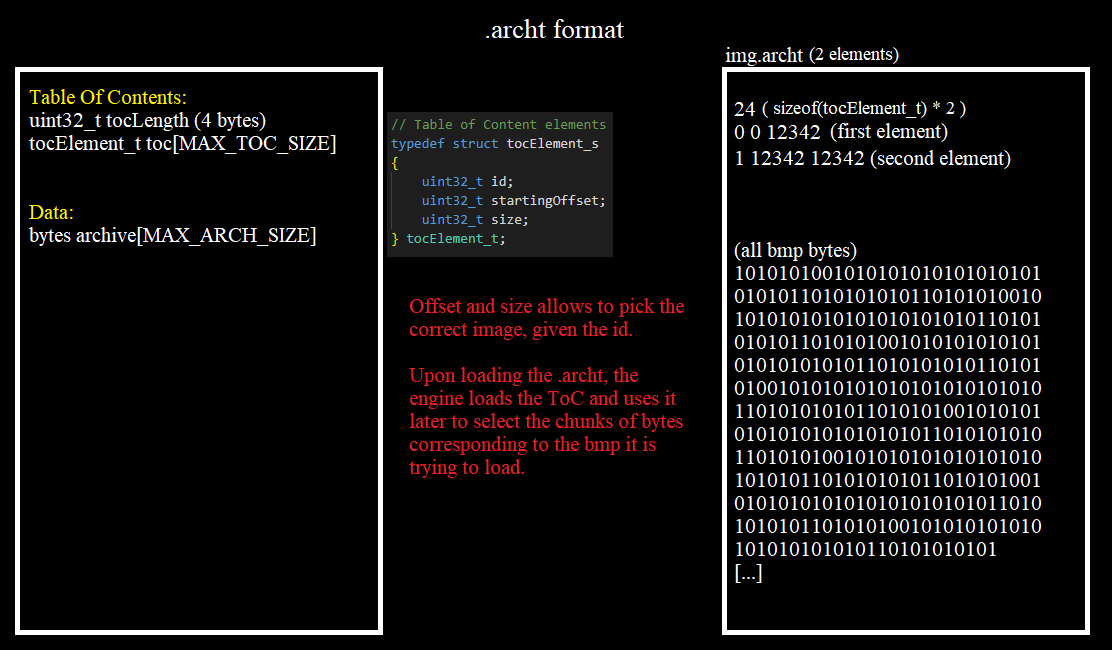 .archt format
Table Of Contents:
uint32_t tocLength (4 bytes)
tocElement_t toc[MAX_TOC_SIZE]
Data:
bytes archive[MAX_ARCH_SIZE]
// Table of Content elements
typedef struct tocElement_s
{
uint32_t id;
uint32_t startingOffset;
uint32_t size;
} tocElement_t;
Offset and size allows to pick the
correct image, given the id.
Upon loading the .archt, the
engine loads the ToC and uses it
later to select the chunks of bytes
corresponding to the bmp it is
trying to load.
img.archt (2 elements)
24 ( sizeof(tocElement_t) * 2 )
0 0 12342 (first element)
1 12342 12342 (second element)
(all bmp bytes)
1010101001010101010101010101
0101011010101010110101010010
1010101010101010101010110101
0101011010101001010101010101
0101010101011010101010110101
0100101010101010101010101010
1101010101011010101001010101
0101010101010101011010101010
1101010100101010101010101010
1010101101010101011010101001
0101010101010101010101011010
1010101101010100101010101010
101010101010110101010101
[...]